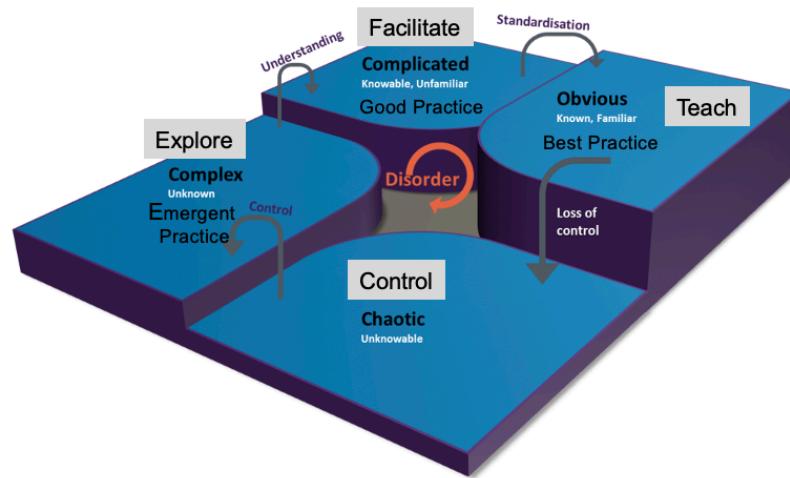 Facilitate
Standardisation
Understanding
Complicated
Knowable, Unfamiliar
Good Practice
Obvious
Known, Familiar
Best Practice
Teach
Explore
Complex
Unknown
Emergent
Practice
Control
Disorder
Loss of
control
Control
Chaotic
Unknowable